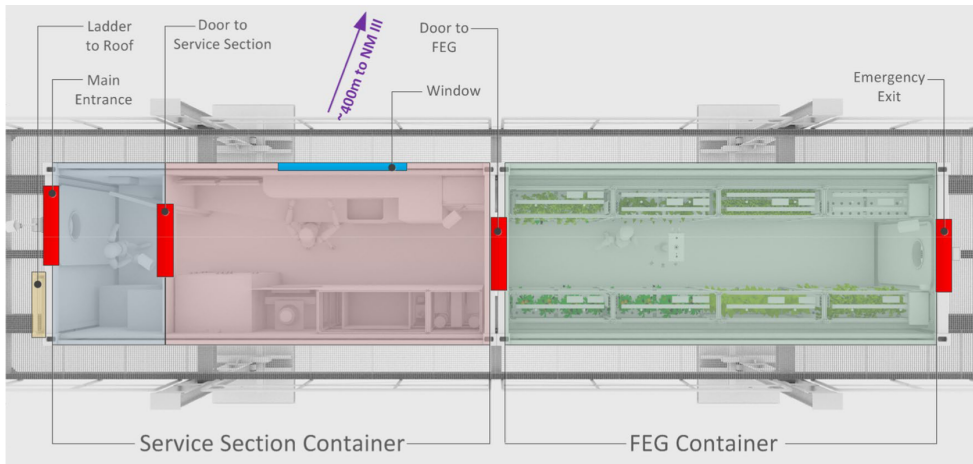 Ladder
to Roof
Door to
Service Section
Main
Entrance
~400m to NM III
Door to
FEG
Window
Emergency
Exit
Service Section Container
FEG Container